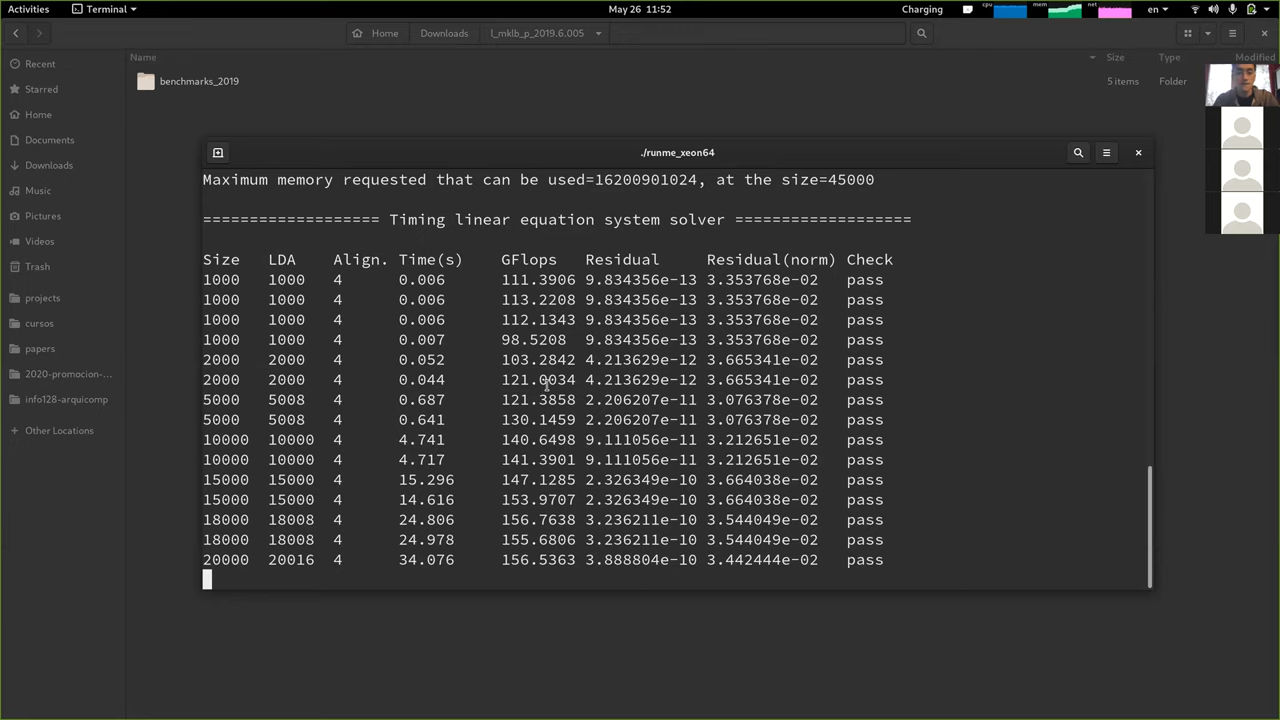 Activities Terminal May 26 11:52 Charging cpu mem net en
Home Downloads l_mklb_p_2019.6.005
Name Size Type Modified
Recent
Starred
Home
Documents
Downloads
Music
Pictures
Videos
Trash
projects
cursos
papers
2020-promocion-...
info128-arquicomp
Other Locations
benchmarks_2019 5 items Folder
./runme_xeon64
Maximum memory requested that can be used=16200901024, at the size=45000
=================== Timing linear equation system solver ===================
Size LDA Align. Time(s) GFlops Residual Residual(norm) Check
1000 1000 4 0.006 111.3906 9.834356e-13 3.353768e-02 pass
1000 1000 4 0.006 113.2208 9.834356e-13 3.353768e-02 pass
1000 1000 4 0.006 112.1343 9.834356e-13 3.353768e-02 pass
1000 1000 4 0.007 98.5208 9.834356e-13 3.353768e-02 pass
2000 2000 4 0.052 103.2842 4.213629e-12 3.665341e-02 pass
2000 2000 4 0.044 121.0034 4.213629e-12 3.665341e-02 pass
5000 5008 4 0.687 121.3858 2.206207e-11 3.076378e-02 pass
5000 5008 4 0.641 130.1459 2.206207e-11 3.076378e-02 pass
10000 10000 4 4.741 140.6498 9.111056e-11 3.212651e-02 pass
10000 10000 4 4.717 141.3901 9.111056e-11 3.212651e-02 pass
15000 15000 4 15.296 147.1285 2.326349e-10 3.664038e-02 pass
15000 15000 4 14.616 153.9707 2.326349e-10 3.664038e-02 pass
18000 18008 4 24.806 156.7638 3.236211e-10 3.544049e-02 pass
18000 18008 4 24.978 155.6806 3.236211e-10 3.544049e-02 pass
20000 20016 4 34.076 156.5363 3.888804e-10 3.442444e-02 pass